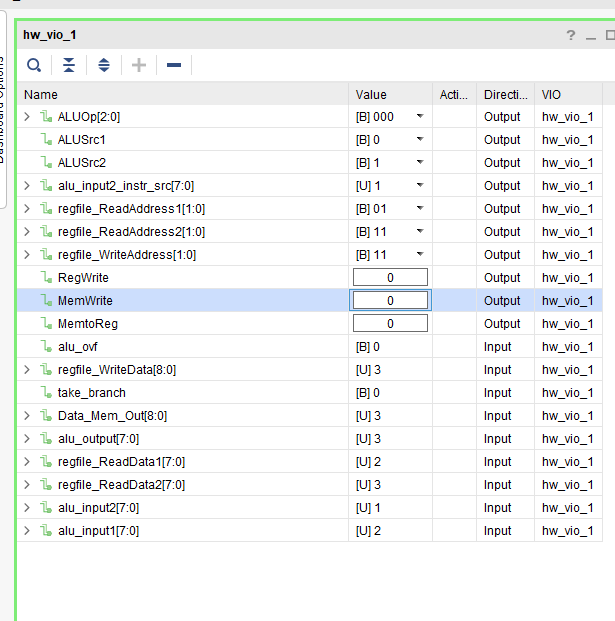 hw_vio_1
Name Value Acti... Directi... VIO
ALUOp[2:0] [B] 000 Output hw_vio_1
ALUSrc1 [B] 0 Output hw_vio_1
ALUSrc2 [B] 1 Output hw_vio_1
alu_input2_instr_src[7:0] [U] 1 Output hw_vio_1
regfile_ReadAddress1[1:0] [B] 01 Output hw_vio_1
regfile_ReadAddress2[1:0] [B] 11 Output hw_vio_1
regfile_WriteAddress[1:0] [B] 11 Output hw_vio_1
RegWrite 0 Output hw_vio_1
MemWrite 0 Output hw_vio_1
MemtoReg 0 Output hw_vio_1
alu_ovf [B] 0 Input hw_vio_1
regfile_WriteData[8:0] [U] 3 Input hw_vio_1
take_branch [B] 0 Input hw_vio_1
Data_Mem_Out[8:0] [U] 3 Input hw_vio_1
alu_output[7:0] [U] 3 Input hw_vio_1
regfile_ReadData1[7:0] [U] 2 Input hw_vio_1
regfile_ReadData2[7:0] [U] 3 Input hw_vio_1
alu_input2[7:0] [U] 1 Input hw_vio_1
alu_input1[7:0] [U] 2 Input hw_vio_1
Options